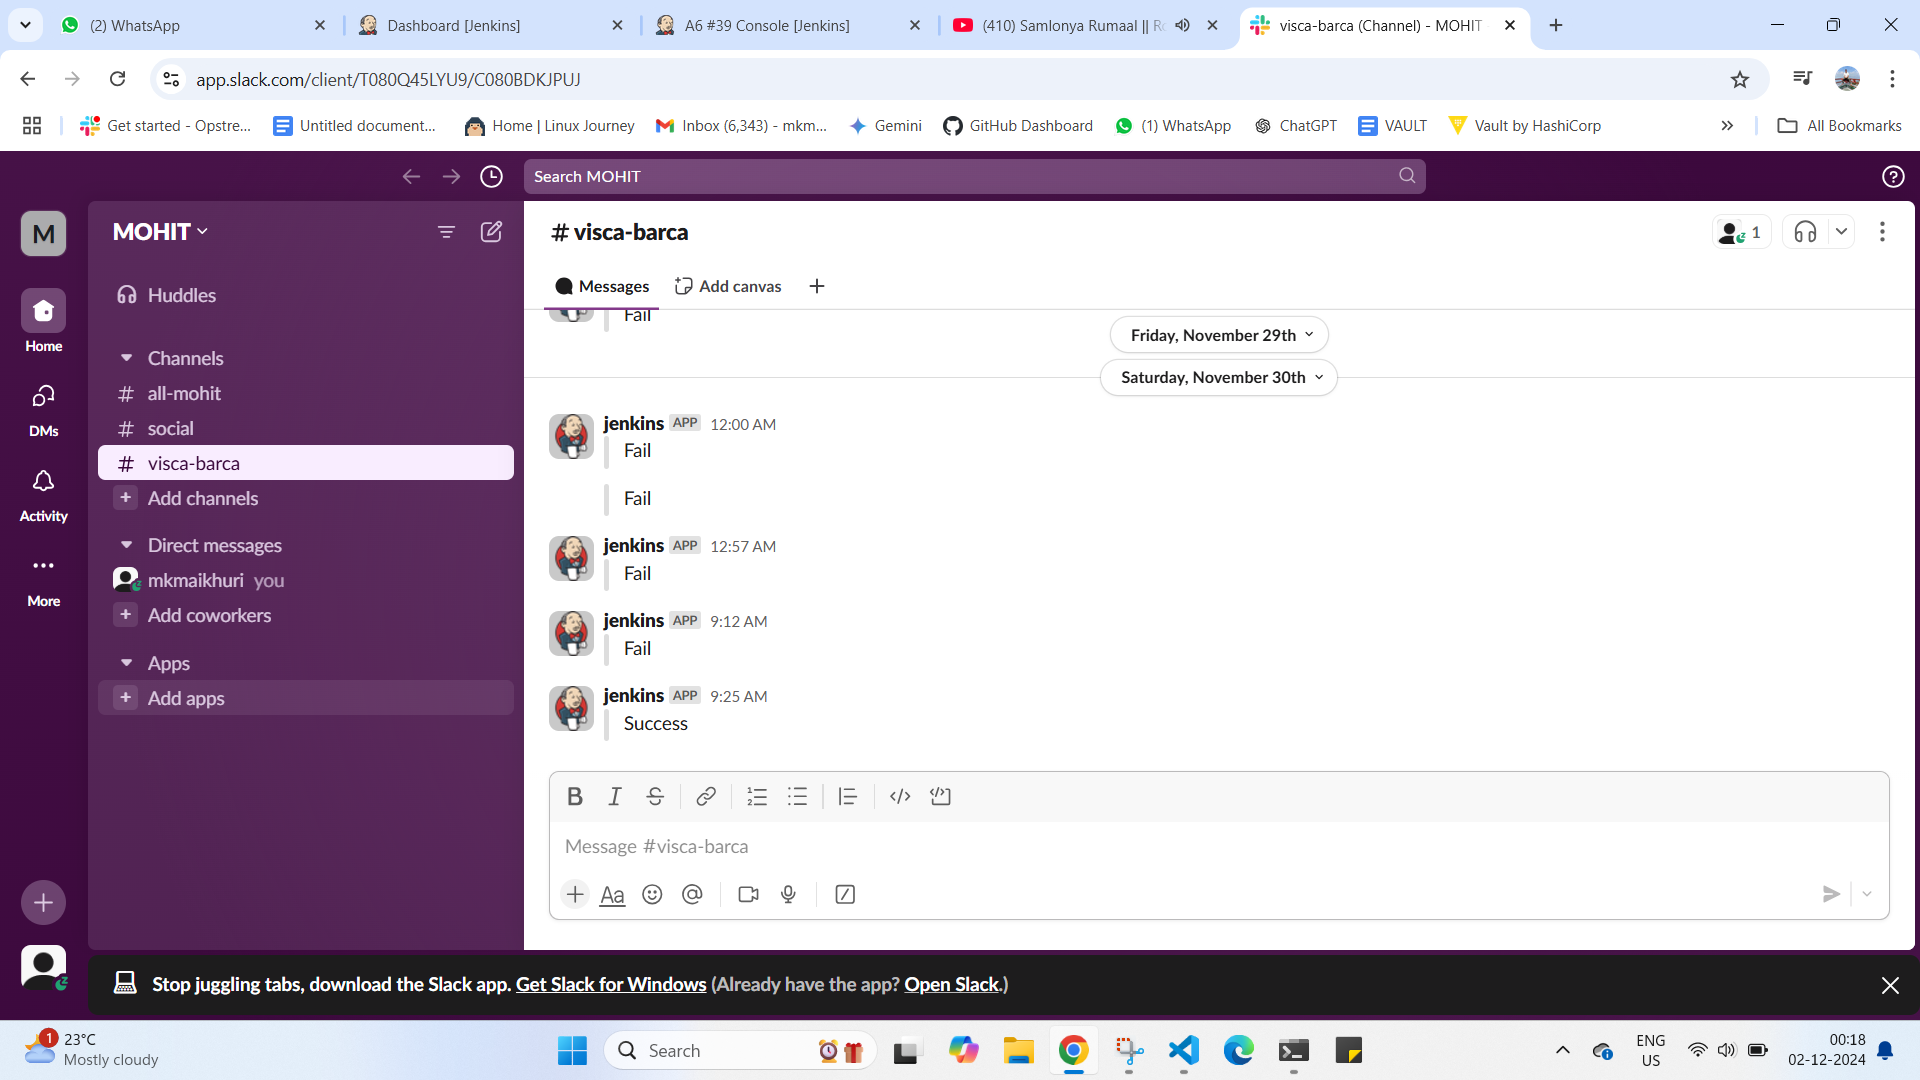 (2) WhatsApp
Dashboard [Jenkins]
A6 #39 Console [Jenkins]
(410) Samlonya Rumaal || Ro
visca-barca (Channel) - MOHIT
app.slack.com/client/T080Q45LYU9/C080BDKJPUJ
Get started - Opstre...
Untitled document...
Home | Linux Journey
Inbox (6,343) - mkm...
Gemini
GitHub Dashboard
(1) WhatsApp
ChatGPT
VAULT
Vault by HashiCorp
All Bookmarks
Search MOHIT
M
Home
DMs
Activity
More
MOHIT
Huddles
Channels
# all-mohit
# social
# visca-barca
+ Add channels
Direct messages
mkmaikhuri you
+ Add coworkers
Apps
+ Add apps
# visca-barca
1
Messages
Add canvas
Fail
Friday, November 29th
Saturday, November 30th
jenkins APP 12:00 AM
Fail
Fail
jenkins APP 12:57 AM
Fail
jenkins APP 9:12 AM
Fail
jenkins APP 9:25 AM
Success
Message #visca-barca
Aa
Stop juggling tabs, download the Slack app. Get Slack for Windows (Already have the app? Open Slack.)
1
23°C
Mostly cloudy
Search
ENG
US
00:18
02-12-2024